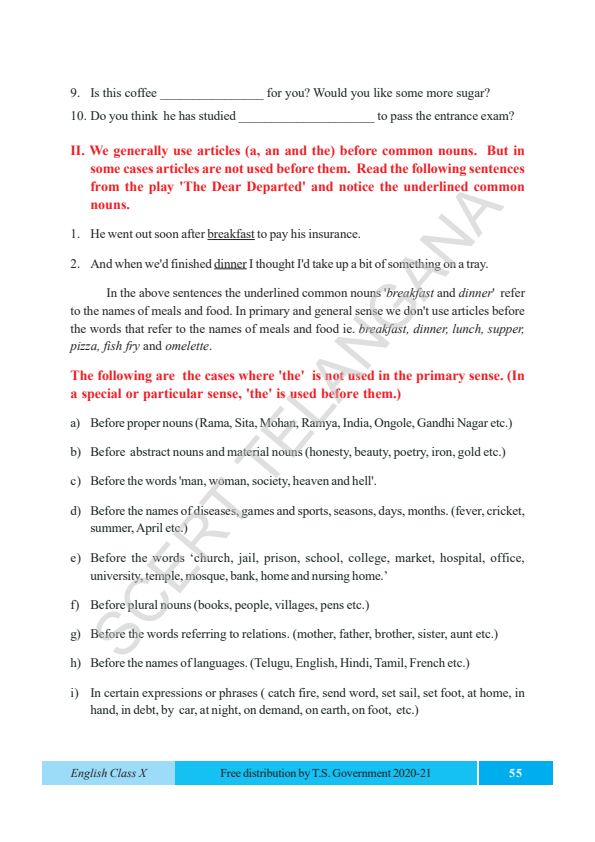 9. Is this coffee ________________ for you? Would you like some more sugar?
10. Do you think he has studied _____________________ to pass the entrance exam?
II. We generally use articles (a, an and the) before common nouns. But in
some cases articles are not used before them. Read the following sentences
from the play 'The Dear Departed' and notice the underlined common
nouns.
1. He went out soon after breakfast to pay his insurance.
2. And when we'd finished dinner I thought I'd take up a bit of something on a tray.
In the above sentences the underlined common nouns 'breakfast and dinner' refer
to the names of meals and food. In primary and general sense we don't use articles before
the words that refer to the names of meals and food ie. breakfast, dinner, lunch, supper,
pizza, fish fry and omelette.
The following are the cases where 'the' is not used in the primary sense. (In
a special or particular sense, 'the' is used before them.)
a) Before proper nouns (Rama, Sita, Mohan, Ramya, India, Ongole, Gandhi Nagar etc.)
b) Before abstract nouns and material nouns (honesty, beauty, poetry, iron, gold etc.)
c) Before the words 'man, woman, society, heaven and hell'.
d) Before the names of diseases, games and sports, seasons, days, months. (fever, cricket,
summer, April etc.)
e) Before the words ‘church, jail, prison, school, college, market, hospital, office,
university, temple, mosque, bank, home and nursing home.’
f) Before plural nouns (books, people, villages, pens etc.)
g) Before the words referring to relations. (mother, father, brother, sister, aunt etc.)
h) Before the names of languages. (Telugu, English, Hindi, Tamil, French etc.)
i) In certain expressions or phrases ( catch fire, send word, set sail, set foot, at home, in
hand, in debt, by car, at night, on demand, on earth, on foot, etc.)
SCERT TELANGANA
English Class X Free distribution by T.S. Government 2020-21 55